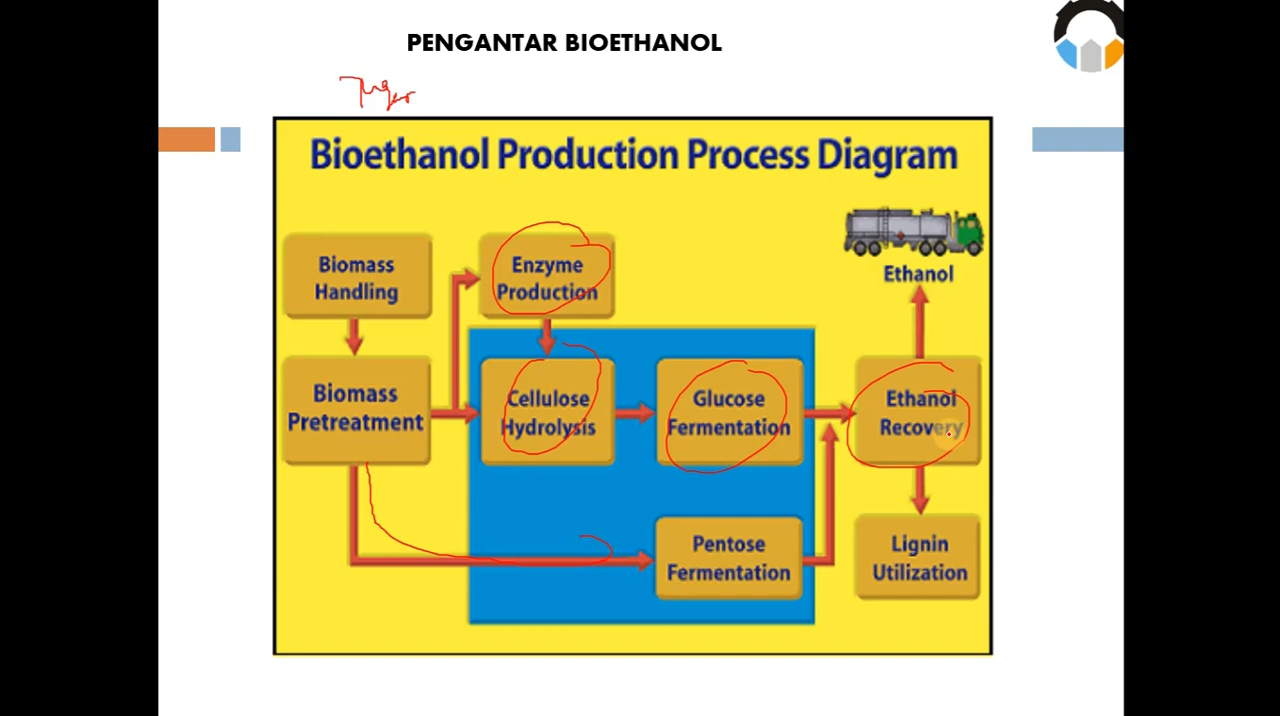 PENGANTAR BIOETHANOL
Bioethanol Production Process Diagram
Biomass
Handling
Enzyme
Production
Ethanol
Biomass
Pretreatment
Cellulose
Hydrolysis
Glucose
Fermentation
Ethanol
Recovery
Pentose
Fermentation
Lignin
Utilization